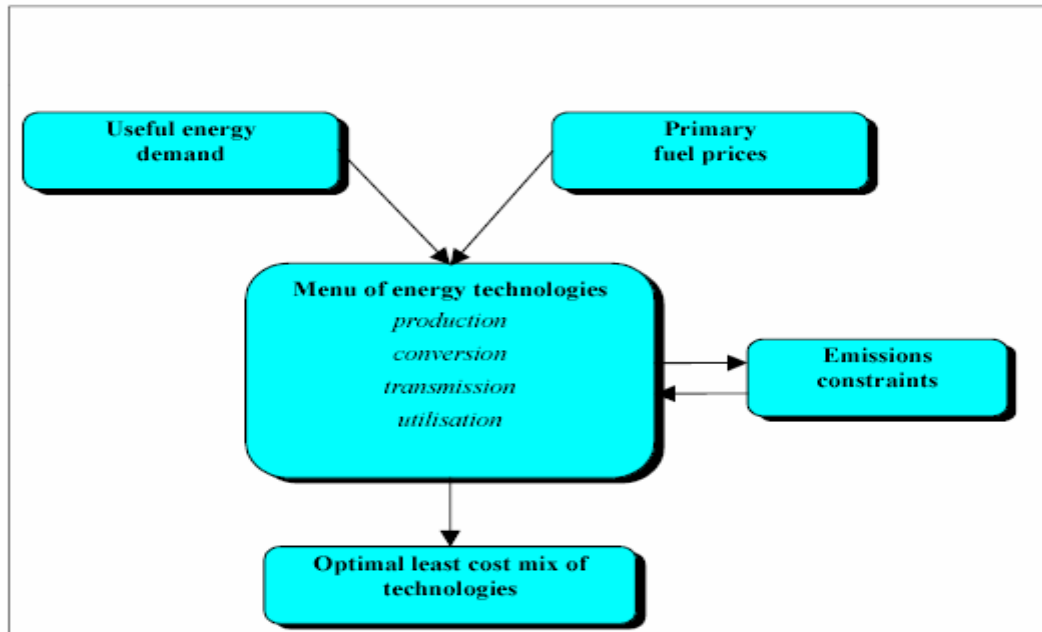 Useful energy
demand
Primary
fuel prices
Menu of energy technologies
production
conversion
transmission
utilisation
Emissions
constraints
Optimal least cost mix of
technologies